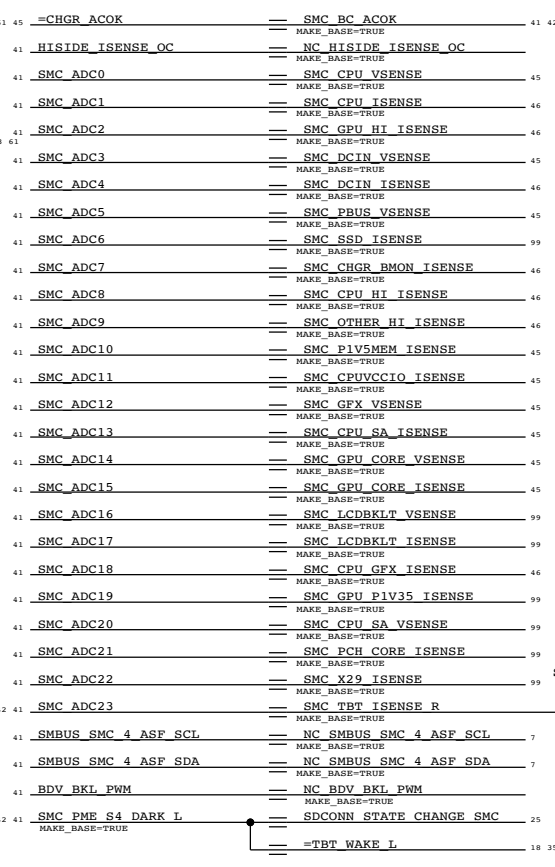 41 45 =CHGR_ACOK SMC_BC_ACOK 41 42
MAKE_BASE=TRUE
41 HISIDE_ISENSE_OC NC_HISIDE_ISENSE_OC
MAKE_BASE=TRUE
41 SMC_ADC0 SMC_CPU_VSENSE 45
MAKE_BASE=TRUE
41 SMC_ADC1 SMC_CPU_ISENSE 46
MAKE_BASE=TRUE
41 SMC_ADC2 SMC_GPU_HI_ISENSE 46
61 MAKE_BASE=TRUE
41 SMC_ADC3 SMC_DCIN_VSENSE 45
MAKE_BASE=TRUE
41 SMC_ADC4 SMC_DCIN_ISENSE 46
MAKE_BASE=TRUE
41 SMC_ADC5 SMC_PBUS_VSENSE 45
MAKE_BASE=TRUE
41 SMC_ADC6 SMC_SSD_ISENSE 99
MAKE_BASE=TRUE
41 SMC_ADC7 SMC_CHGR_BMON_ISENSE 46
MAKE_BASE=TRUE
41 SMC_ADC8 SMC_CPU_HI_ISENSE 46
MAKE_BASE=TRUE
41 SMC_ADC9 SMC_OTHER_HI_ISENSE 46
MAKE_BASE=TRUE
41 SMC_ADC10 SMC_P1V5MEM_ISENSE 45
MAKE_BASE=TRUE
41 SMC_ADC11 SMC_CPUVCCIO_ISENSE 45
MAKE_BASE=TRUE
41 SMC_ADC12 SMC_GFX_VSENSE 45
MAKE_BASE=TRUE
41 SMC_ADC13 SMC_CPU_SA_ISENSE 45
MAKE_BASE=TRUE
41 SMC_ADC14 SMC_GPU_CORE_VSENSE 45
MAKE_BASE=TRUE
41 SMC_ADC15 SMC_GPU_CORE_ISENSE 45
MAKE_BASE=TRUE
41 SMC_ADC16 SMC_LCDBKLT_VSENSE 99
MAKE_BASE=TRUE
41 SMC_ADC17 SMC_LCDBKLT_ISENSE 99
MAKE_BASE=TRUE
41 SMC_ADC18 SMC_CPU_GFX_ISENSE 46
MAKE_BASE=TRUE
41 SMC_ADC19 SMC_GPU_P1V35_ISENSE 99
MAKE_BASE=TRUE
41 SMC_ADC20 SMC_CPU_SA_VSENSE 99
MAKE_BASE=TRUE
41 SMC_ADC21 SMC_PCH_CORE_ISENSE 99
MAKE_BASE=TRUE
41 SMC_ADC22 SMC_X29_ISENSE 99
MAKE_BASE=TRUE
41 SMC_ADC23 SMC_TBT_ISENSE_R
MAKE_BASE=TRUE
41 SMBUS_SMC_4_ASF_SCL NC_SMBUS_SMC_4_ASF_SCL 7
MAKE_BASE=TRUE
41 SMBUS_SMC_4_ASF_SDA NC_SMBUS_SMC_4_ASF_SDA 7
MAKE_BASE=TRUE
41 BDV_BKL_PWM NC_BDV_BKL_PWM
MAKE_BASE=TRUE
41 SMC_PME_S4_DARK_L SDCONN_STATE_CHANGE_SMC 25
MAKE_BASE=TRUE
=TBT_WAKE_L 18 35